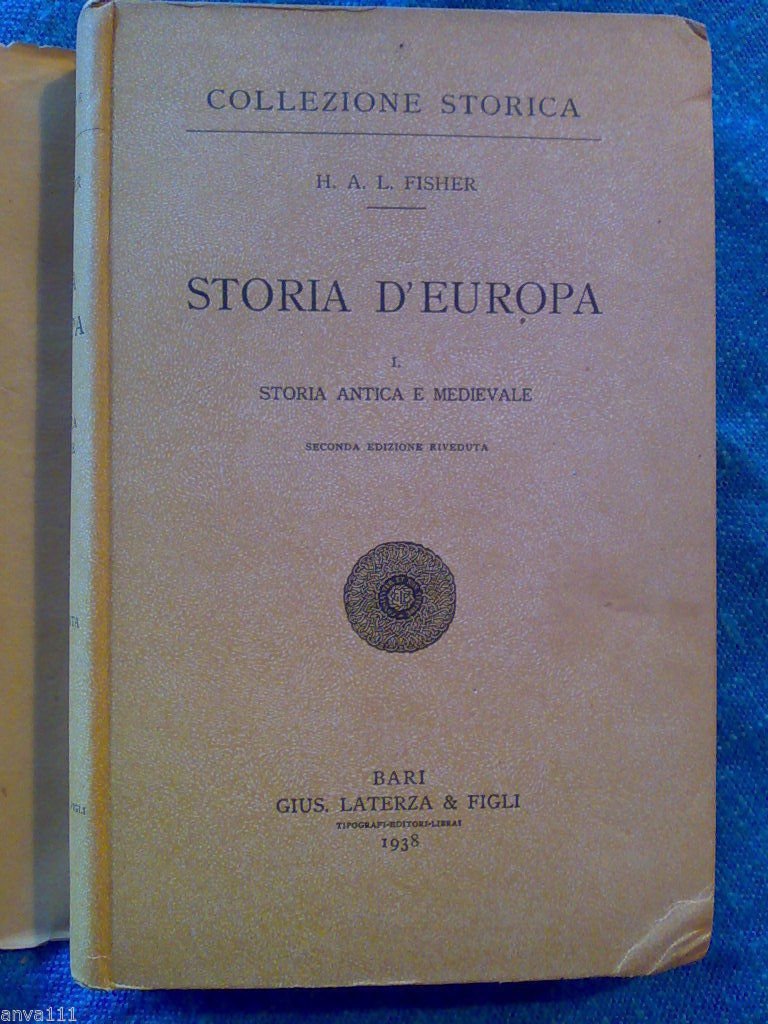 COLLEZIONE STORICA
H. A. L. FISHER
STORIA D'EUROPA
I.
STORIA ANTICA E MEDIEVALE
SECONDA EDIZIONE RIVEDUTA
BARI
GIUS. LATERZA & FIGLI
TIPOGRAFI-EDITORI-LIBRAI
1938
anva111